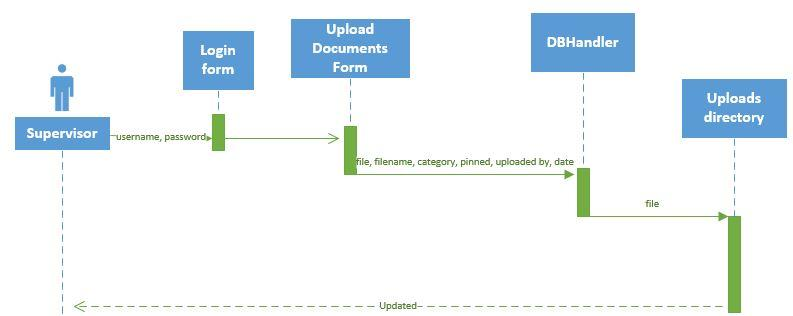 Login
form
Upload
Documents
Form
DBHandler
Uploads
directory
Supervisor
username, password
file, filename, category, pinned, uploaded by, date
file
Updated